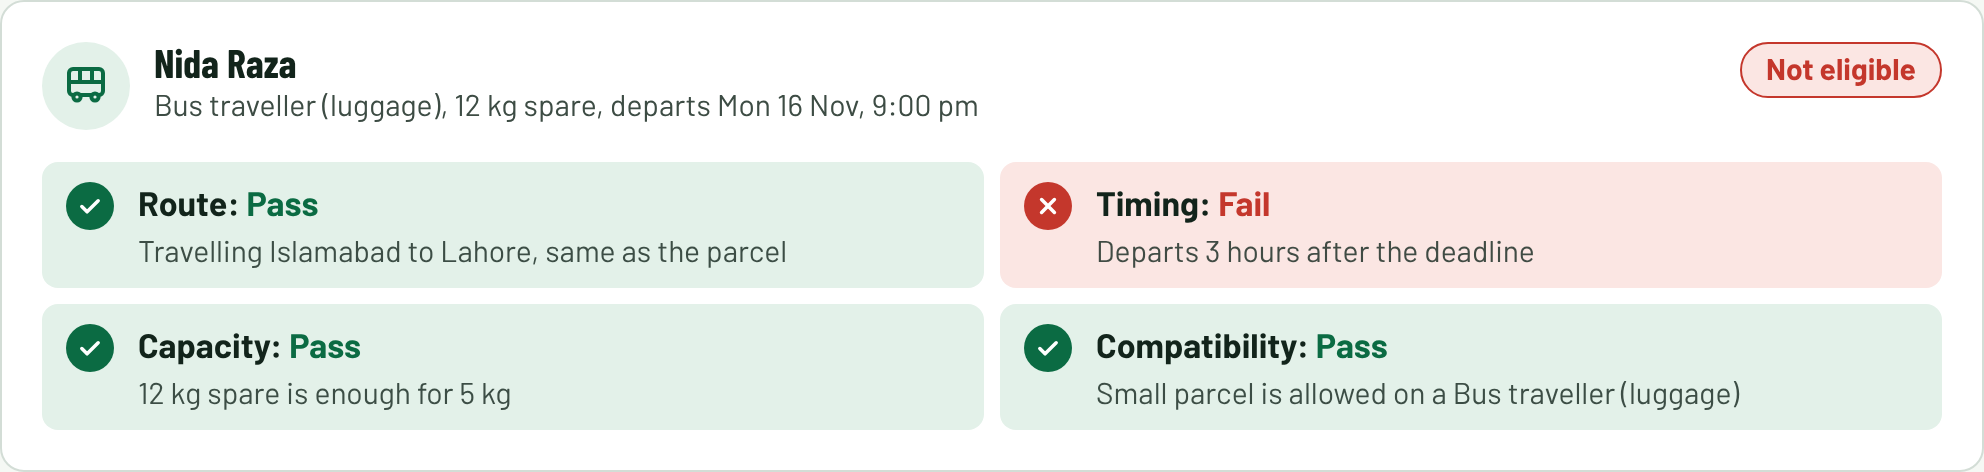 Nida Raza
Not eligible
Bus traveller (luggage), 12 kg spare, departs Mon 16 Nov, 9:00 pm
Route: Pass
Travelling Islamabad to Lahore, same as the parcel
Timing: Fail
Departs 3 hours after the deadline
Capacity: Pass
12 kg spare is enough for 5 kg
Compatibility: Pass
Small parcel is allowed on a Bus traveller (luggage)